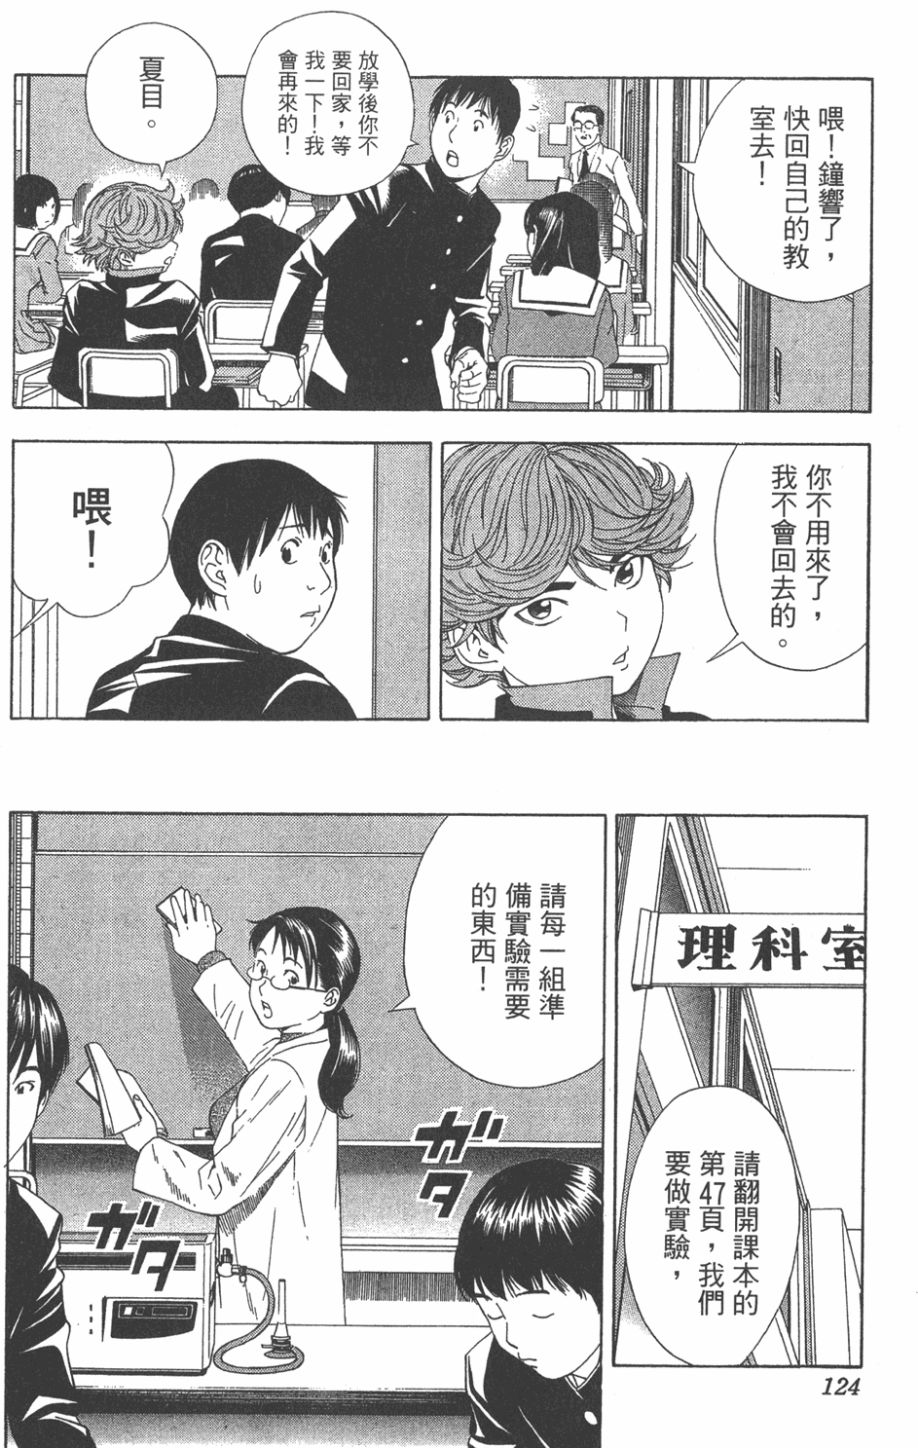 喂！鐘響了，
快回自己的教
室去！
放學後你不
要回家，等
我一下！我
會再來的！
夏目。
你不用來了，
我不會回去的。
喂！
理科室
請翻開課本的
第47頁，我們
要做實驗，
請每一組準
備實驗需要
的東西！
ガタ
ガタ
124